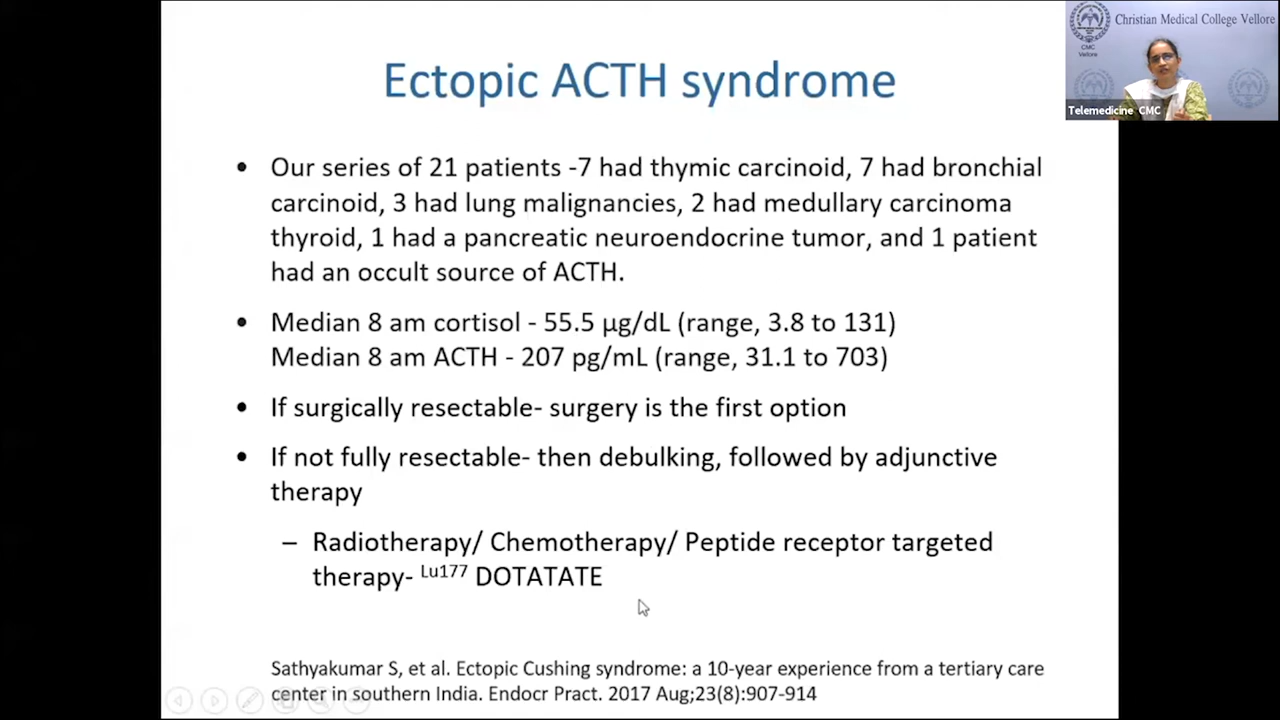 Christian Medical College Vellore
CMC
Vellore
Telemedicine CMC
Ectopic ACTH syndrome
• Our series of 21 patients -7 had thymic carcinoid, 7 had bronchial
carcinoid, 3 had lung malignancies, 2 had medullary carcinoma
thyroid, 1 had a pancreatic neuroendocrine tumor, and 1 patient
had an occult source of ACTH.
• Median 8 am cortisol - 55.5 µg/dL (range, 3.8 to 131)
Median 8 am ACTH - 207 pg/mL (range, 31.1 to 703)
• If surgically resectable- surgery is the first option
• If not fully resectable- then debulking, followed by adjunctive
therapy
– Radiotherapy/ Chemotherapy/ Peptide receptor targeted
therapy- Lu177 DOTATATE
Sathyakumar S, et al. Ectopic Cushing syndrome: a 10-year experience from a tertiary care
center in southern India. Endocr Pract. 2017 Aug;23(8):907-914